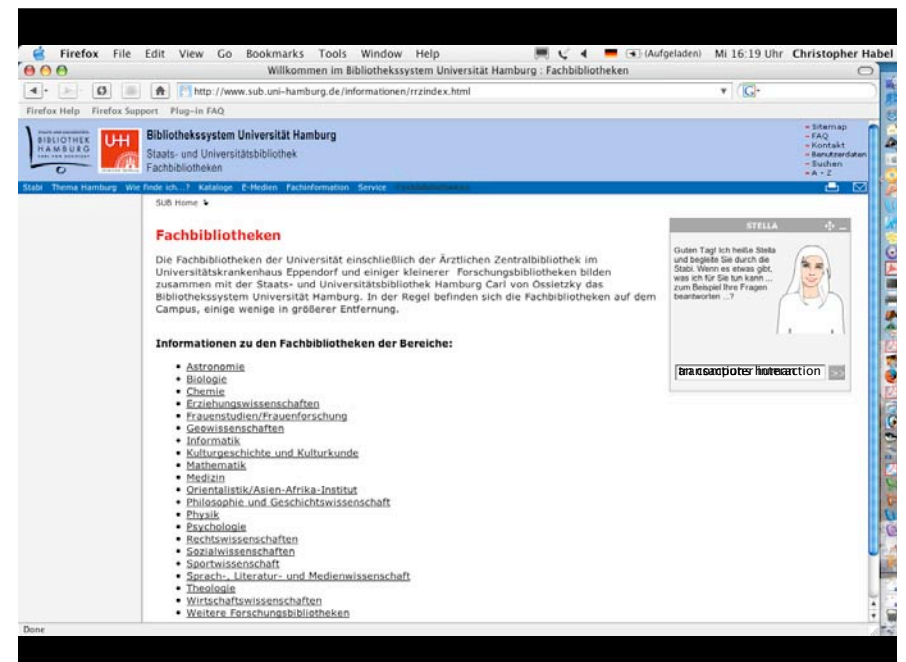 Firefox File Edit View Go Bookmarks Tools Window Help (Aufgeladen) Mi 16:19 Uhr Christopher Habel
Willkommen im Bibliothekssystem Universität Hamburg : Fachbibliotheken
http://www.sub.uni-hamburg.de/informationen/rrzindex.html
G
Firefox Help Firefox Support Plug-in FAQ
BIBLIOTHEK
HAMBURG
UH
Bibliothekssystem Universität Hamburg
Staats- und Universitätsbibliothek
Fachbibliotheken
Sitemap
FAQ
Kontakt
Benutzerdaten
Suchen
A - Z
Stabi Thema Hamburg Wie finde ich...? Kataloge E-Medien Fachinformation Service Fachbibliotheken
SUB Home
Fachbibliotheken
Die Fachbibliotheken der Universität einschließlich der Ärztlichen Zentralbibliothek im
Universitätskrankenhaus Eppendorf und einiger kleinerer Forschungsbibliotheken bilden
zusammen mit der Staats- und Universitätsbibliothek Hamburg Carl von Ossietzky das
Bibliothekssystem Universität Hamburg. In der Regel befinden sich die Fachbibliotheken auf dem
Campus, einige wenige in größerer Entfernung.
Informationen zu den Fachbibliotheken der Bereiche:
• Astronomie
• Biologie
• Chemie
• Erziehungswissenschaften
• Frauenstudien/Frauenforschung
• Geowissenschaften
• Informatik
• Kulturgeschichte und Kulturkunde
• Mathematik
• Medizin
• Orientalistik/Asien-Afrika-Institut
• Philosophie und Geschichtswissenschaft
• Physik
• Psychologie
• Rechtswissenschaften
• Sozialwissenschaften
• Sportwissenschaft
• Sprach-, Literatur- und Medienwissenschaft
• Theologie
• Wirtschaftswissenschaften
• Weitere Forschungsbibliotheken
STELLA
Guten Tag! Ich heiße Stella
und begleite Sie durch die
Stabi. Wenn es etwas gibt,
was ich für Sie tun kann ...
zum Beispiel Ihre Fragen
beantworten ...?
interaction >>
Done